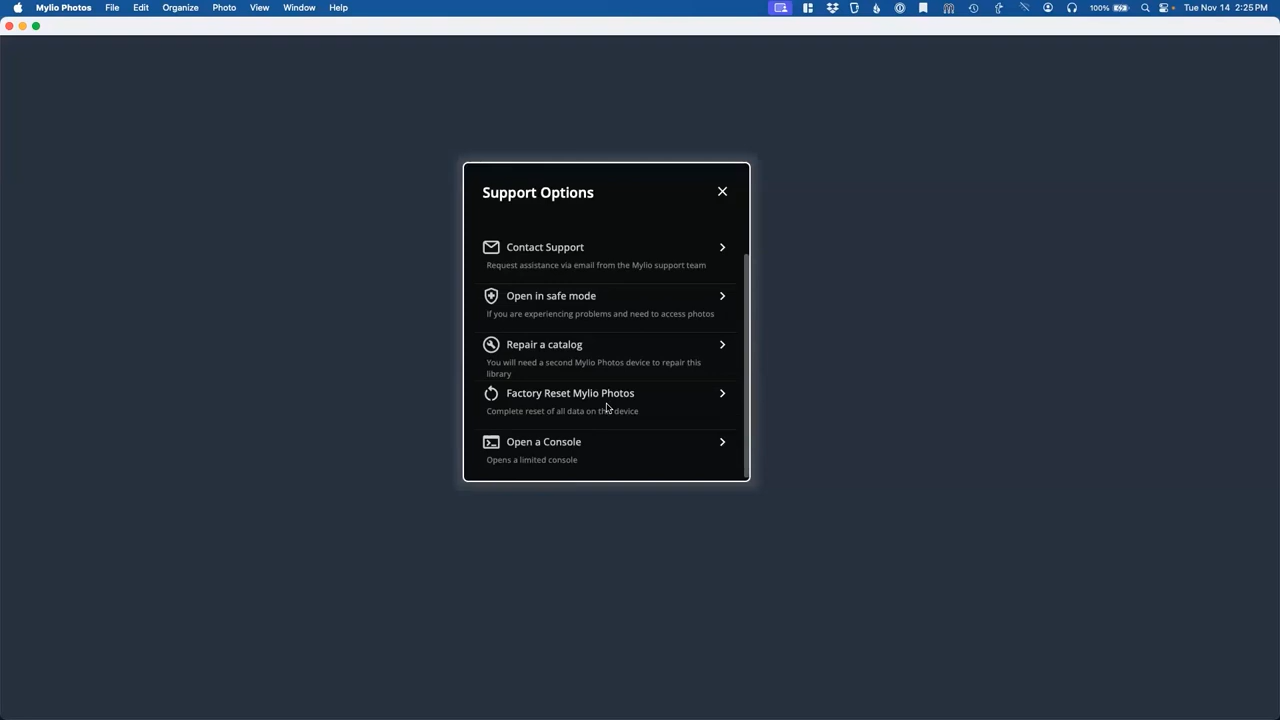 Mylio Photos File Edit Organize Photo View Window Help 100% Tue Nov 14 2:25 PM
Support Options
Contact Support
Request assistance via email from the Mylio support team
Open in safe mode
If you are experiencing problems and need to access photos
Repair a catalog
You will need a second Mylio Photos device to repair this
library
Factory Reset Mylio Photos
Complete reset of all data on this device
Open a Console
Opens a limited console